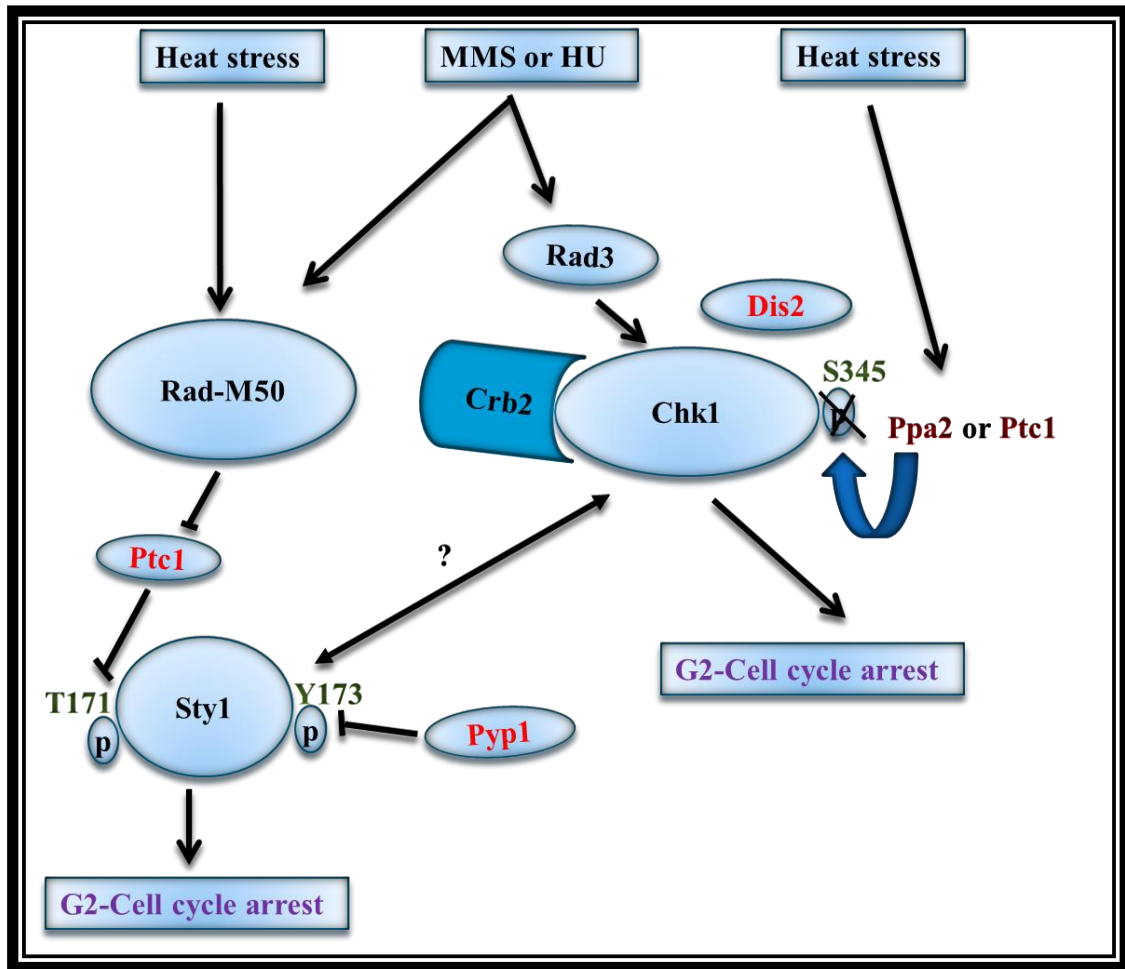 Heat stress
MMS or HU
Heat stress
Rad3
Dis2
Rad-M50
Crb2
Chk1
S345
p
Ppa2 or Ptc1
Ptc1
?
T171
p
Sty1
Y173
p
Pyp1
G2-Cell cycle arrest
G2-Cell cycle arrest